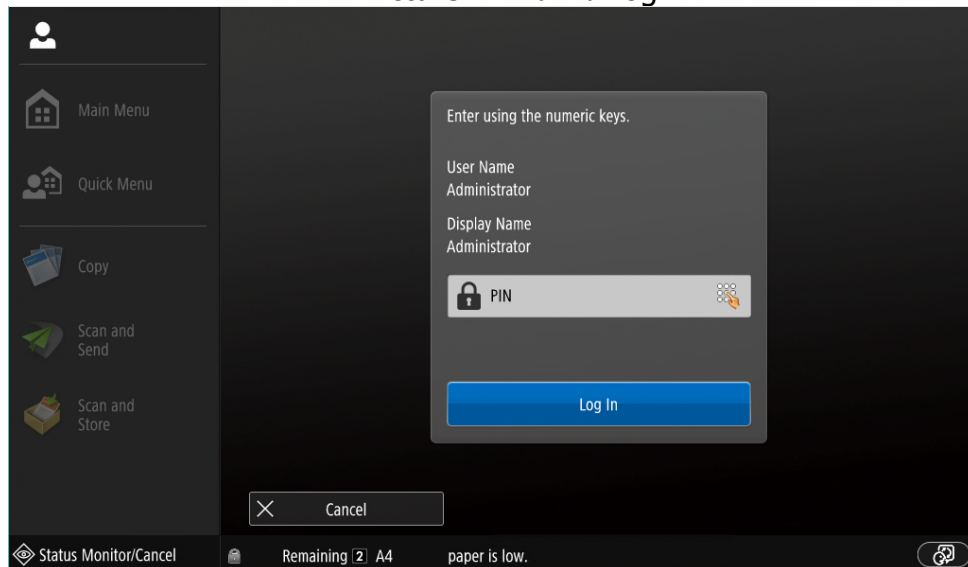 Main Menu
Quick Menu
Copy
Scan and
Send
Scan and
Store
Enter using the numeric keys.
User Name
Administrator
Display Name
Administrator
PIN
Log In
Cancel
Status Monitor/Cancel
Remaining 2 A4 paper is low.